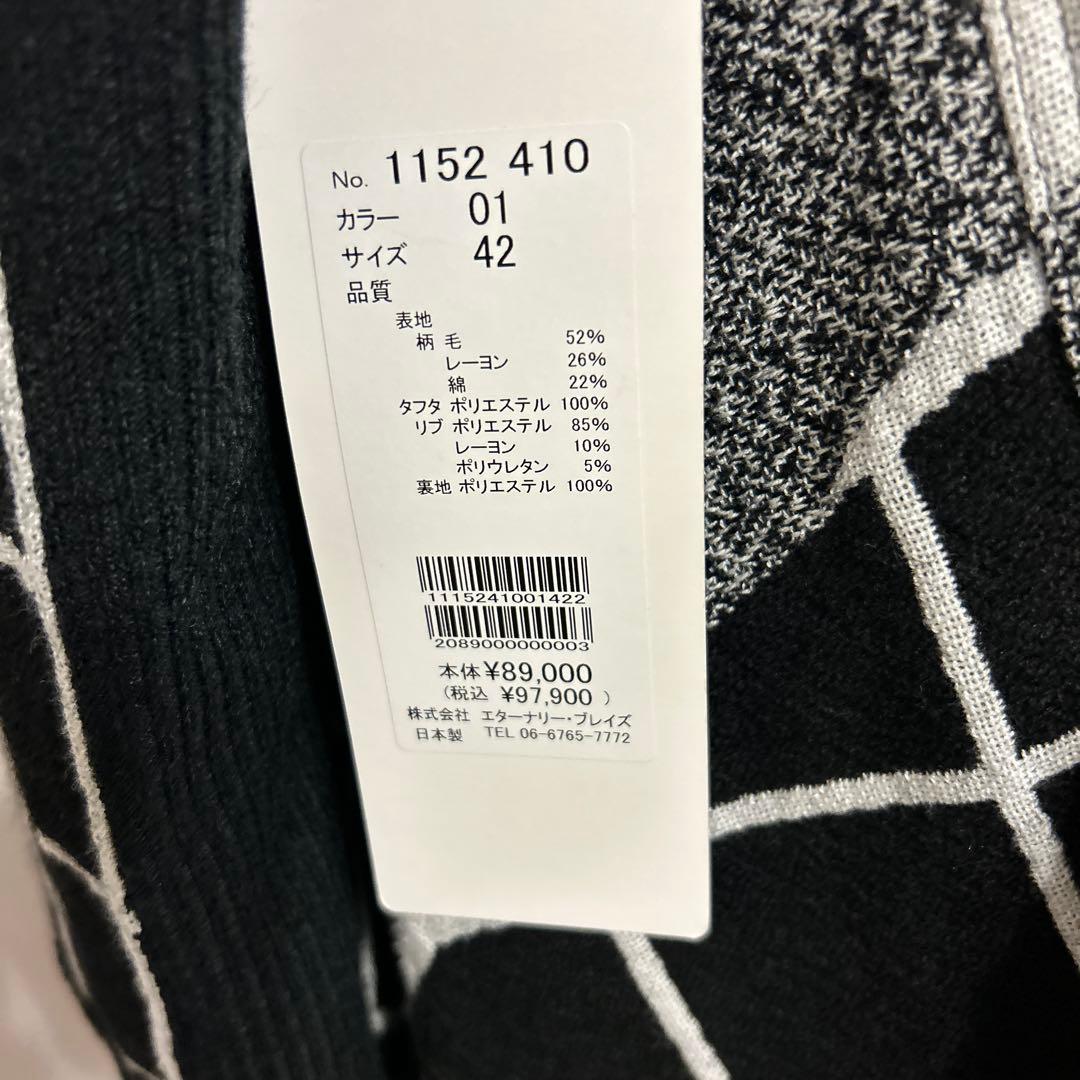 No. 1152 410
カラー 01
サイズ 42
品質
表地
柄 毛 52%
レーヨン 26%
綿 22%
タフタ ポリエステル 100%
リブ ポリエステル 85%
レーヨン 10%
ポリウレタン 5%
裏地 ポリエステル 100%
1115241001422
2089000000003
本体 ¥89,000
(税込 ¥97,900 )
株式会社 エターナリー・ブレイズ
日本製 TEL 06-6765-7772